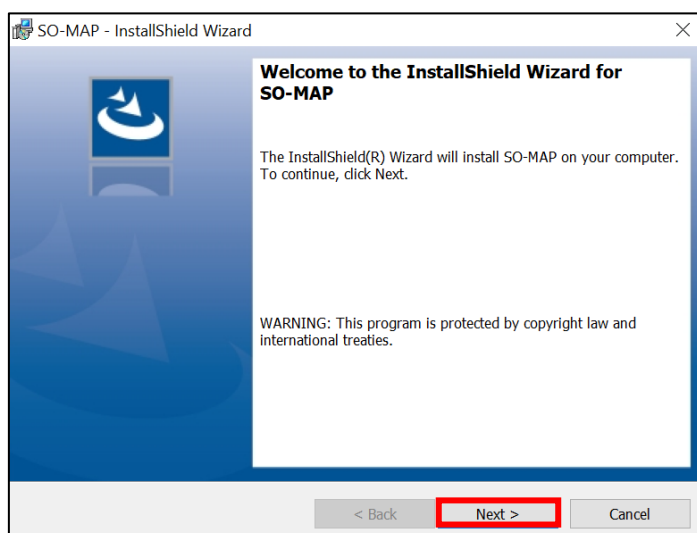 SO-MAP - InstallShield Wizard
Welcome to the InstallShield Wizard for
SO-MAP
The InstallShield(R) Wizard will install SO-MAP on your computer.
To continue, click Next.
WARNING: This program is protected by copyright law and
international treaties.
< Back
Next >
Cancel